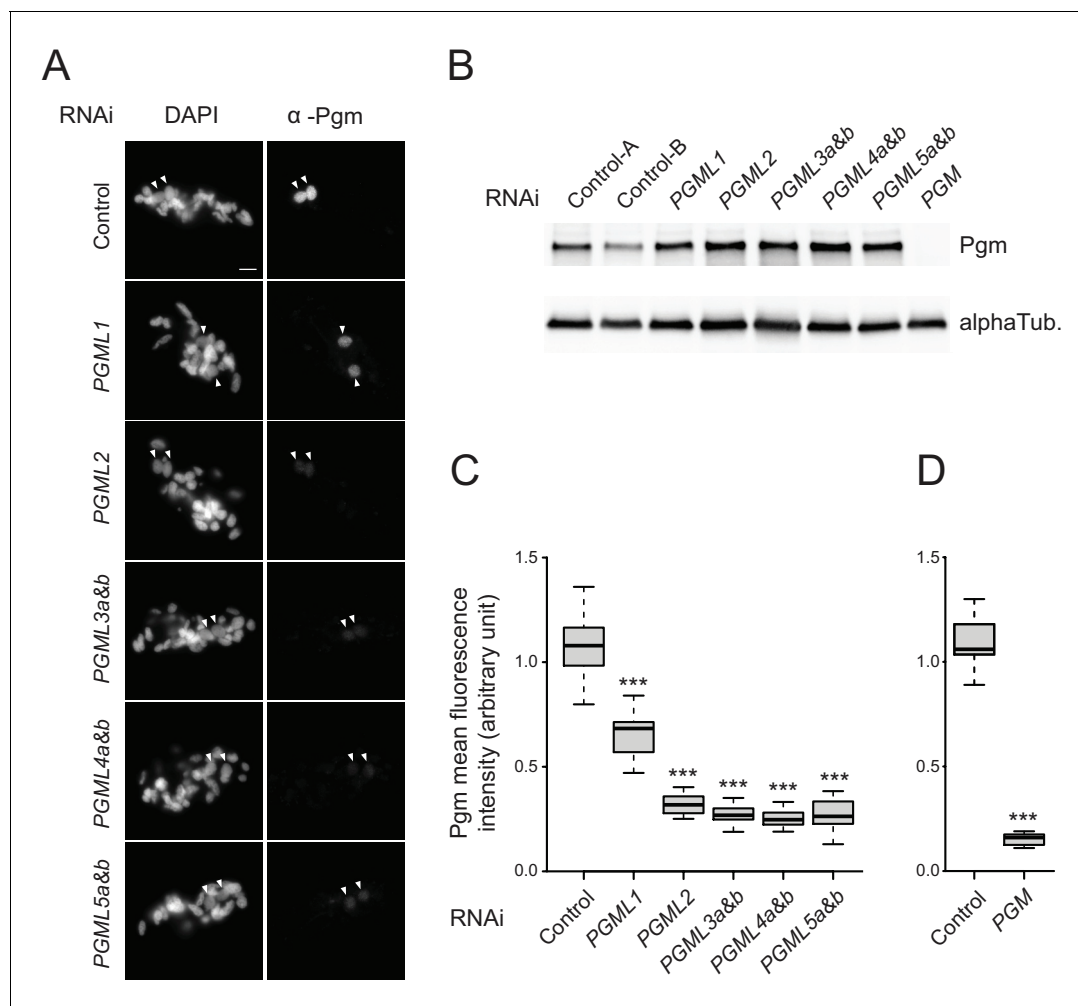 A
RNAi DAPI α -Pgm
Control
PGML1
PGML2
PGML3a&b
PGML4a&b
PGML5a&b
B
RNAi Control-A Control-B PGML1 PGML2 PGML3a&b PGML4a&b PGML5a&b PGM
Pgm
alphaTub.
C
Pgm mean fluorescence
intensity (arbitrary unit)
1.5
1.0
0.5
0.0
*** *** *** *** ***
RNAi Control PGML1 PGML2 PGML3a&b PGML4a&b PGML5a&b
D
1.5
1.0
0.5
0.0
***
Control PGM